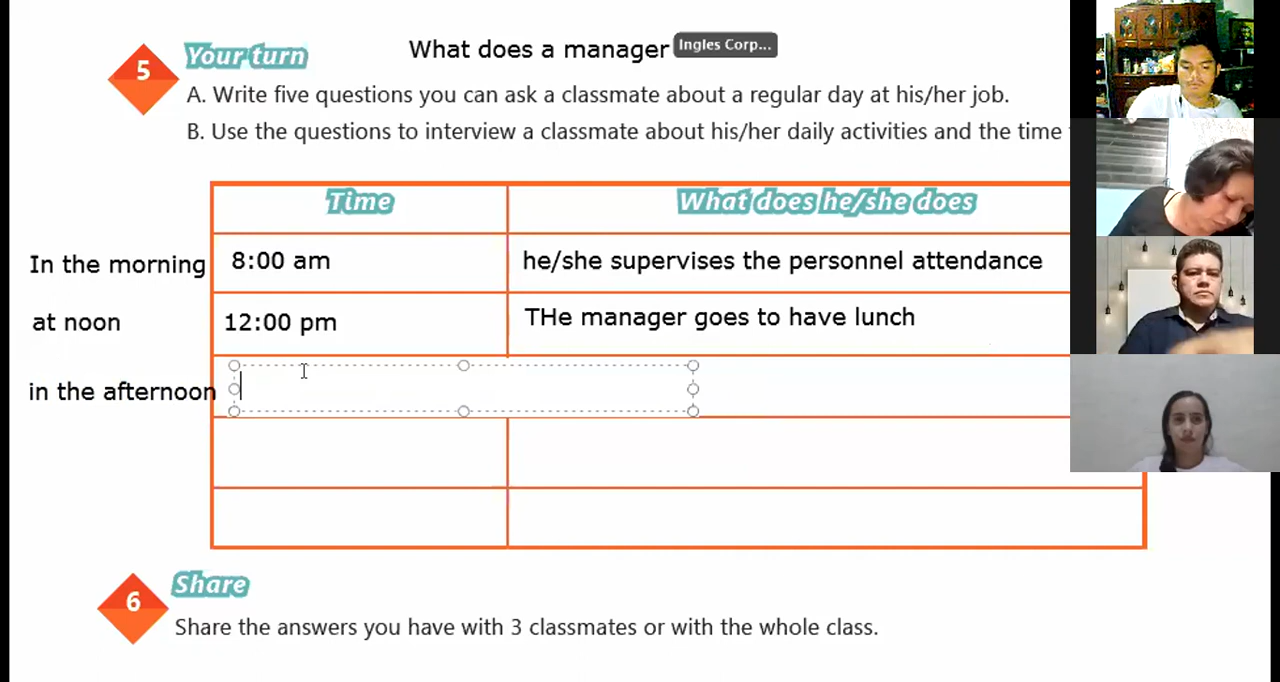 5 Your turn
What does a manager
Ingles Corp...
A. Write five questions you can ask a classmate about a regular day at his/her job.
B. Use the questions to interview a classmate about his/her daily activities and the time
Time What does he/she does
In the morning 8:00 am he/she supervises the personnel attendance
at noon 12:00 pm THe manager goes to have lunch
in the afternoon
6 Share
Share the answers you have with 3 classmates or with the whole class.